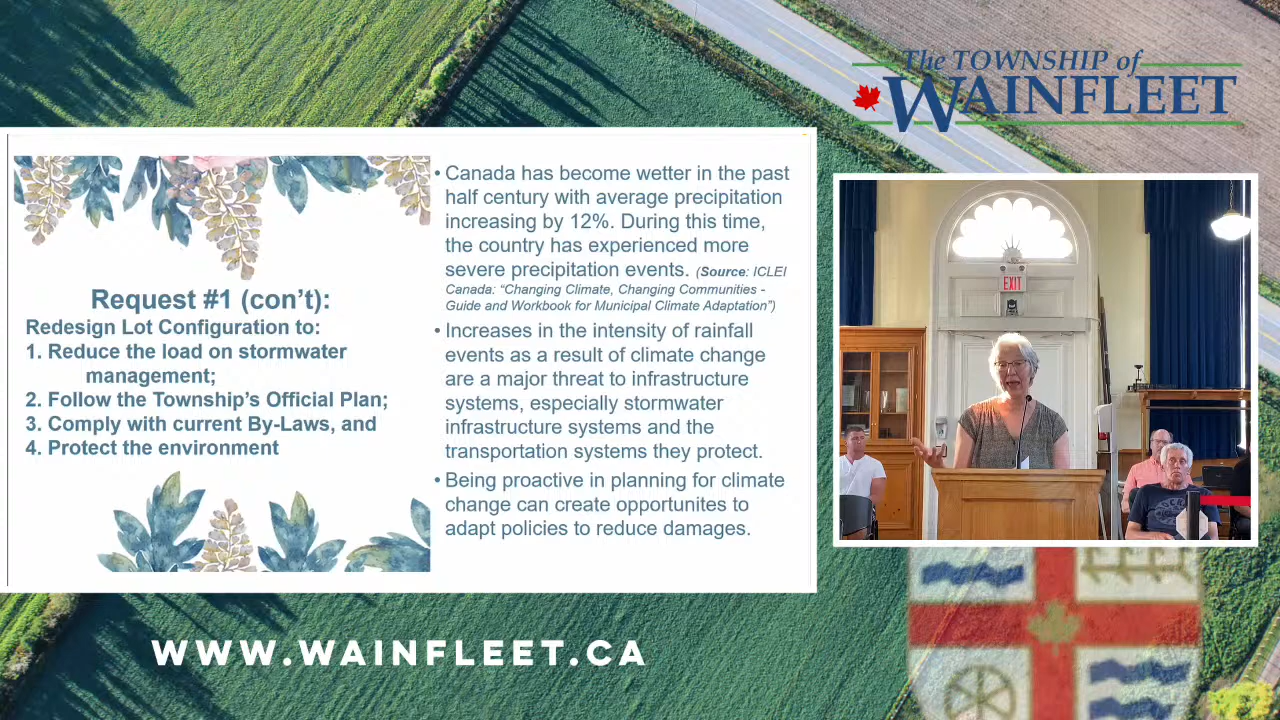 The TOWNSHIP of
WAINFLEET
Request #1 (con't):
Redesign Lot Configuration to:
1. Reduce the load on stormwater
management;
2. Follow the Township's Official Plan;
3. Comply with current By-Laws, and
4. Protect the environment
• Canada has become wetter in the past
half century with average precipitation
increasing by 12%. During this time,
the country has experienced more
severe precipitation events. (Source: ICLEI
Canada: “Changing Climate, Changing Communities -
Guide and Workbook for Municipal Climate Adaptation”)
• Increases in the intensity of rainfall
events as a result of climate change
are a major threat to infrastructure
systems, especially stormwater
infrastructure systems and the
transportation systems they protect.
• Being proactive in planning for climate
change can create opportunites to
adapt policies to reduce damages.
EXIT
WWW.WAINFLEET.CA